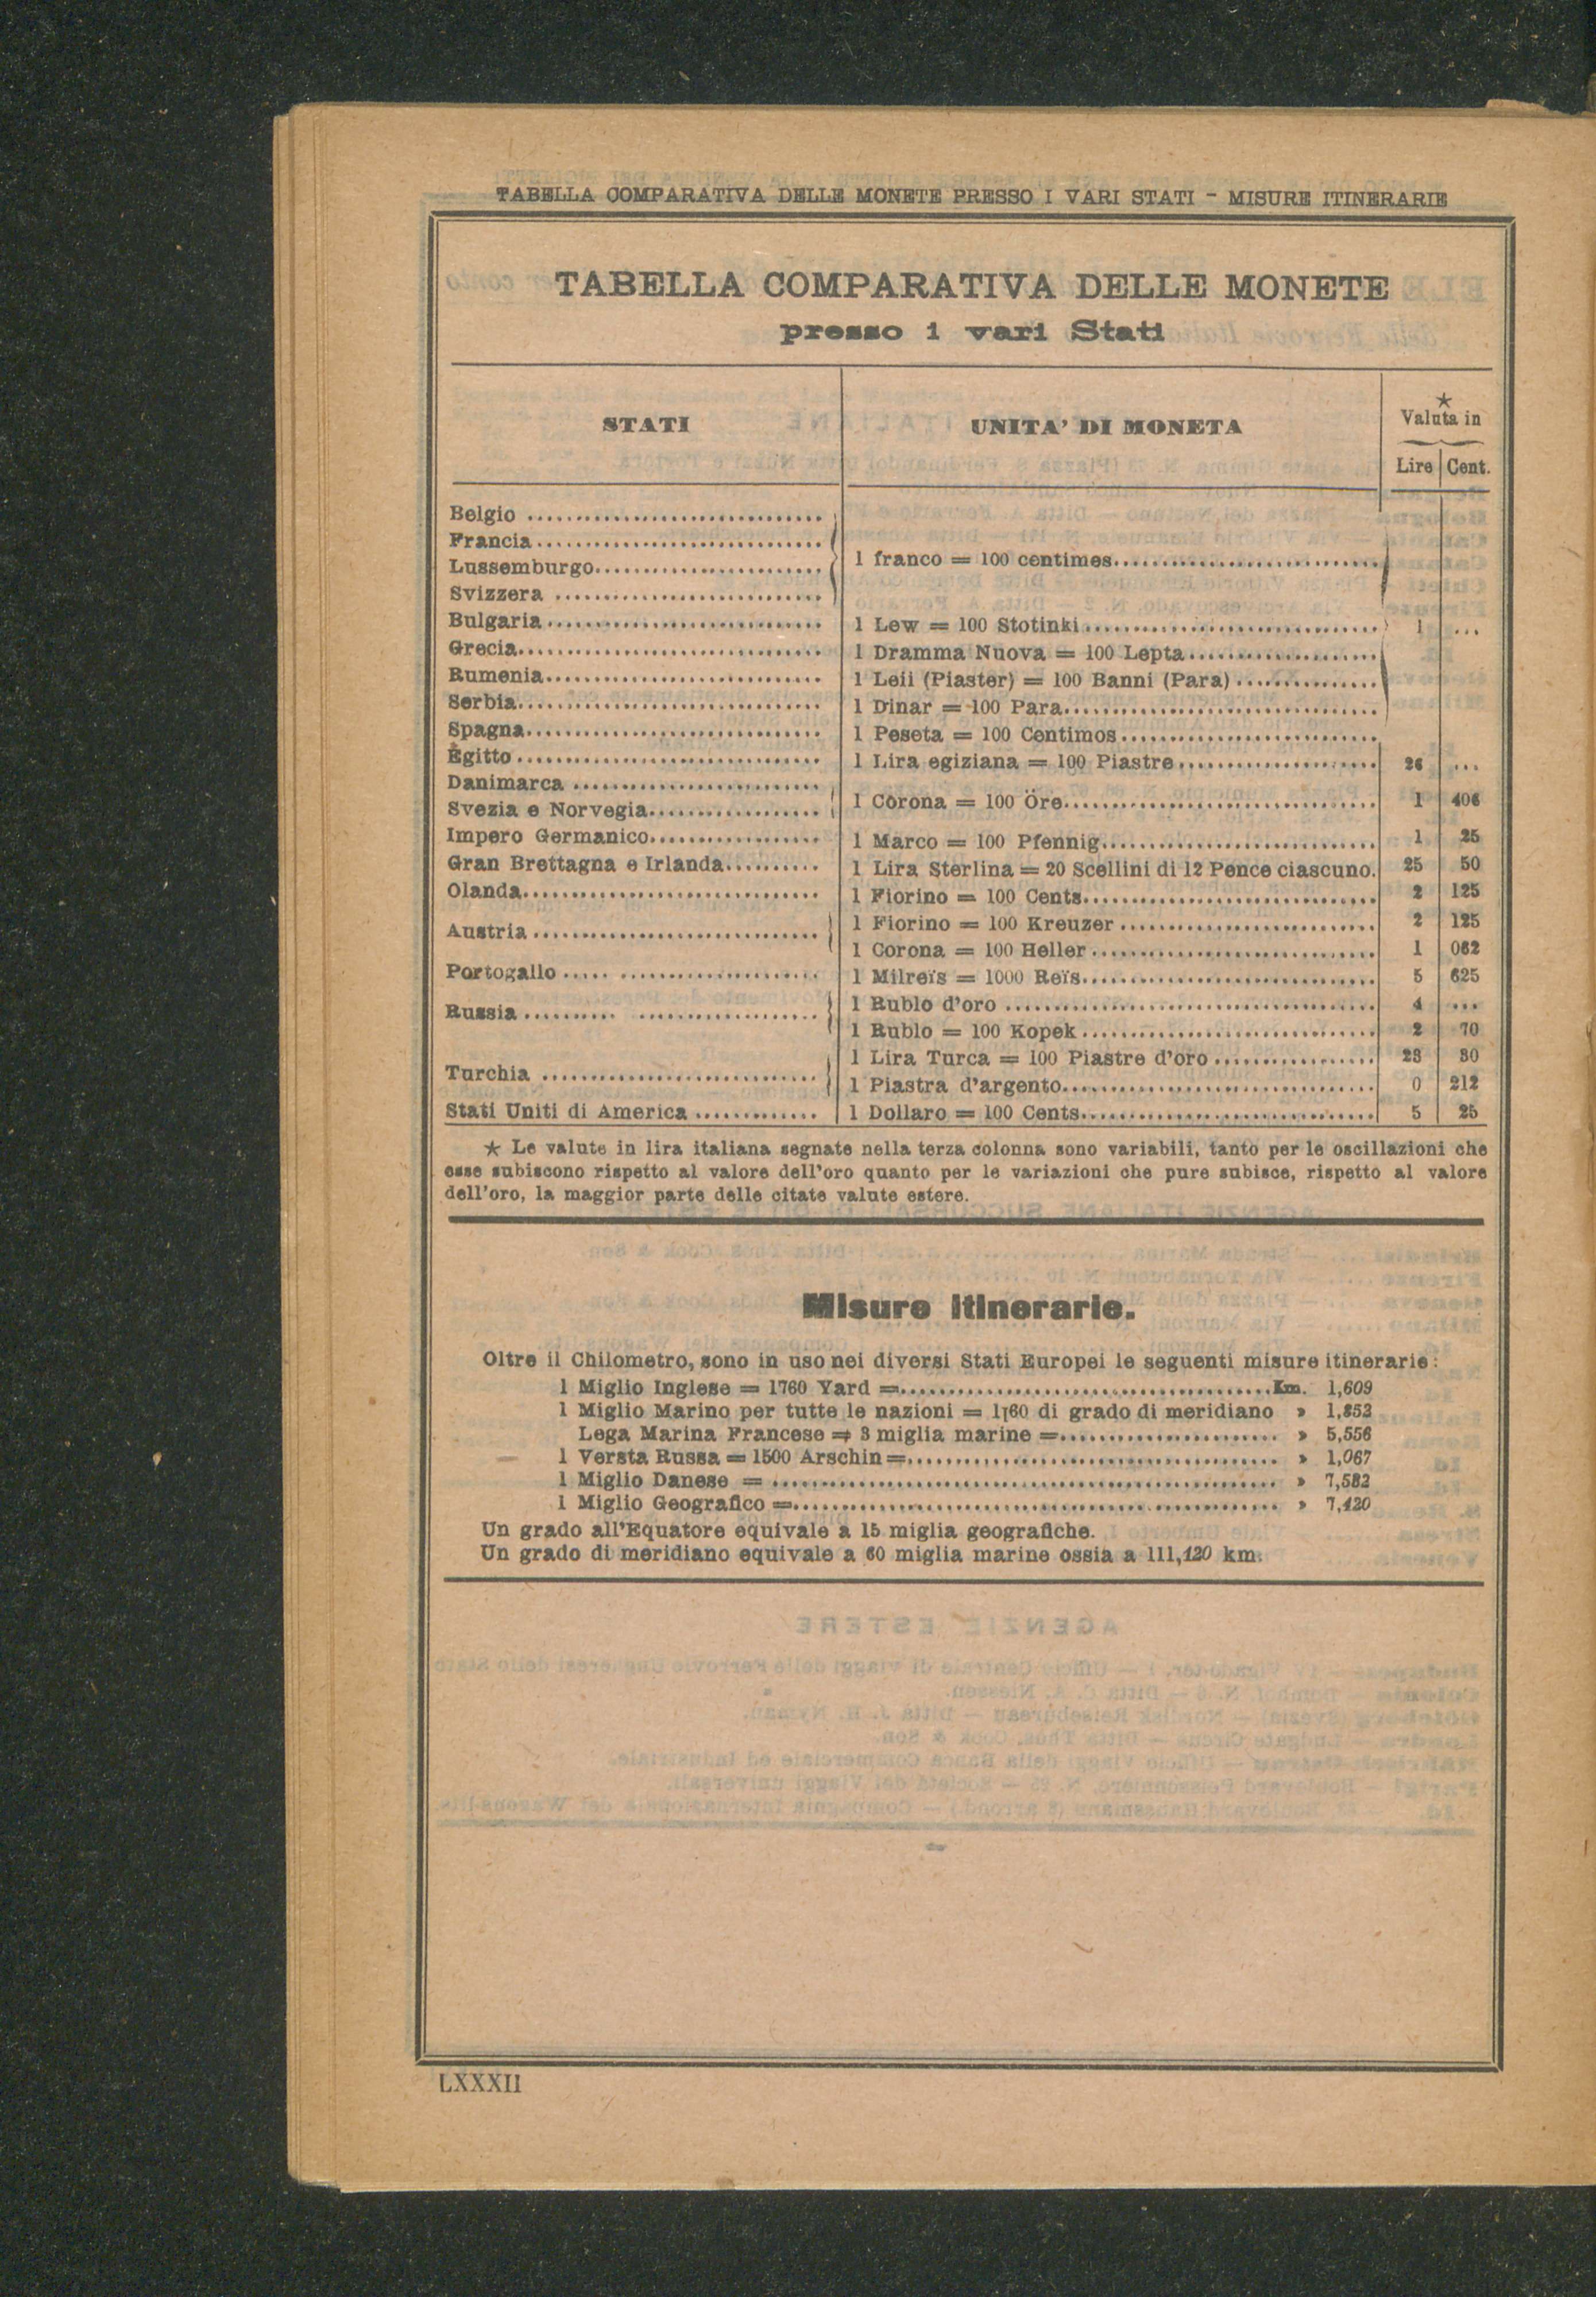 TABELLA COMPARATIVA DELLE MONETE PRESSO I VARI STATI - MISURE ITINERARIE
TABELLA COMPARATIVA DELLE MONETE
presso i vari Stati
STATI
UNITA' DI MONETA
★
Valuta in
Lire Cent.
Belgio
Francia
Lussemburgo
Svizzera
1 franco = 100 centimes
Bulgaria 1 Lew = 100 Stotinki 1 ...
Grecia 1 Dramma Nuova = 100 Lepta
Rumenia 1 Leii (Piaster) = 100 Banni (Para)
Serbia 1 Dinar = 100 Para
Spagna 1 Peseta = 100 Centimos
Egitto 1 Lira egiziana = 100 Piastre 26 ...
Danimarca
Svezia e Norvegia
1 Corona = 100 Öre 1 406
Impero Germanico 1 Marco = 100 Pfennig 1 25
Gran Brettagna e Irlanda 1 Lira Sterlina = 20 Scellini di 12 Pence ciascuno. 25 50
Olanda 1 Fiorino = 100 Cents 2 125
Austria
1 Fiorino = 100 Kreuzer 2 125
1 Corona = 100 Heller 1 062
Portogallo 1 Milreïs = 1000 Reïs 5 625
Russia
1 Rublo d'oro 4 ...
1 Rublo = 100 Kopek 2 70
Turchia
1 Lira Turca = 100 Piastre d'oro 23 80
1 Piastra d'argento 0 212
Stati Uniti di America 1 Dollaro = 100 Cents 5 25
★ Le valute in lira italiana segnate nella terza colonna sono variabili, tanto per le oscillazioni che
esse subiscono rispetto al valore dell'oro quanto per le variazioni che pure subisce, rispetto al valore
dell'oro, la maggior parte delle citate valute estere.
Misure itinerarie.
Oltre il Chilometro, sono in uso nei diversi Stati Europei le seguenti misure itinerarie:
1 Miglio Inglese = 1760 Yard = Km. 1,609
1 Miglio Marino per tutte le nazioni = 1|60 di grado di meridiano » 1,852
Lega Marina Francese = 3 miglia marine = » 5,556
1 Versta Russa = 1500 Arschin = » 1,067
1 Miglio Danese = » 7,582
1 Miglio Geografico = » 7,420
Un grado all'Equatore equivale a 15 miglia geografiche.
Un grado di meridiano equivale a 60 miglia marine ossia a 111,120 km.
LXXXII